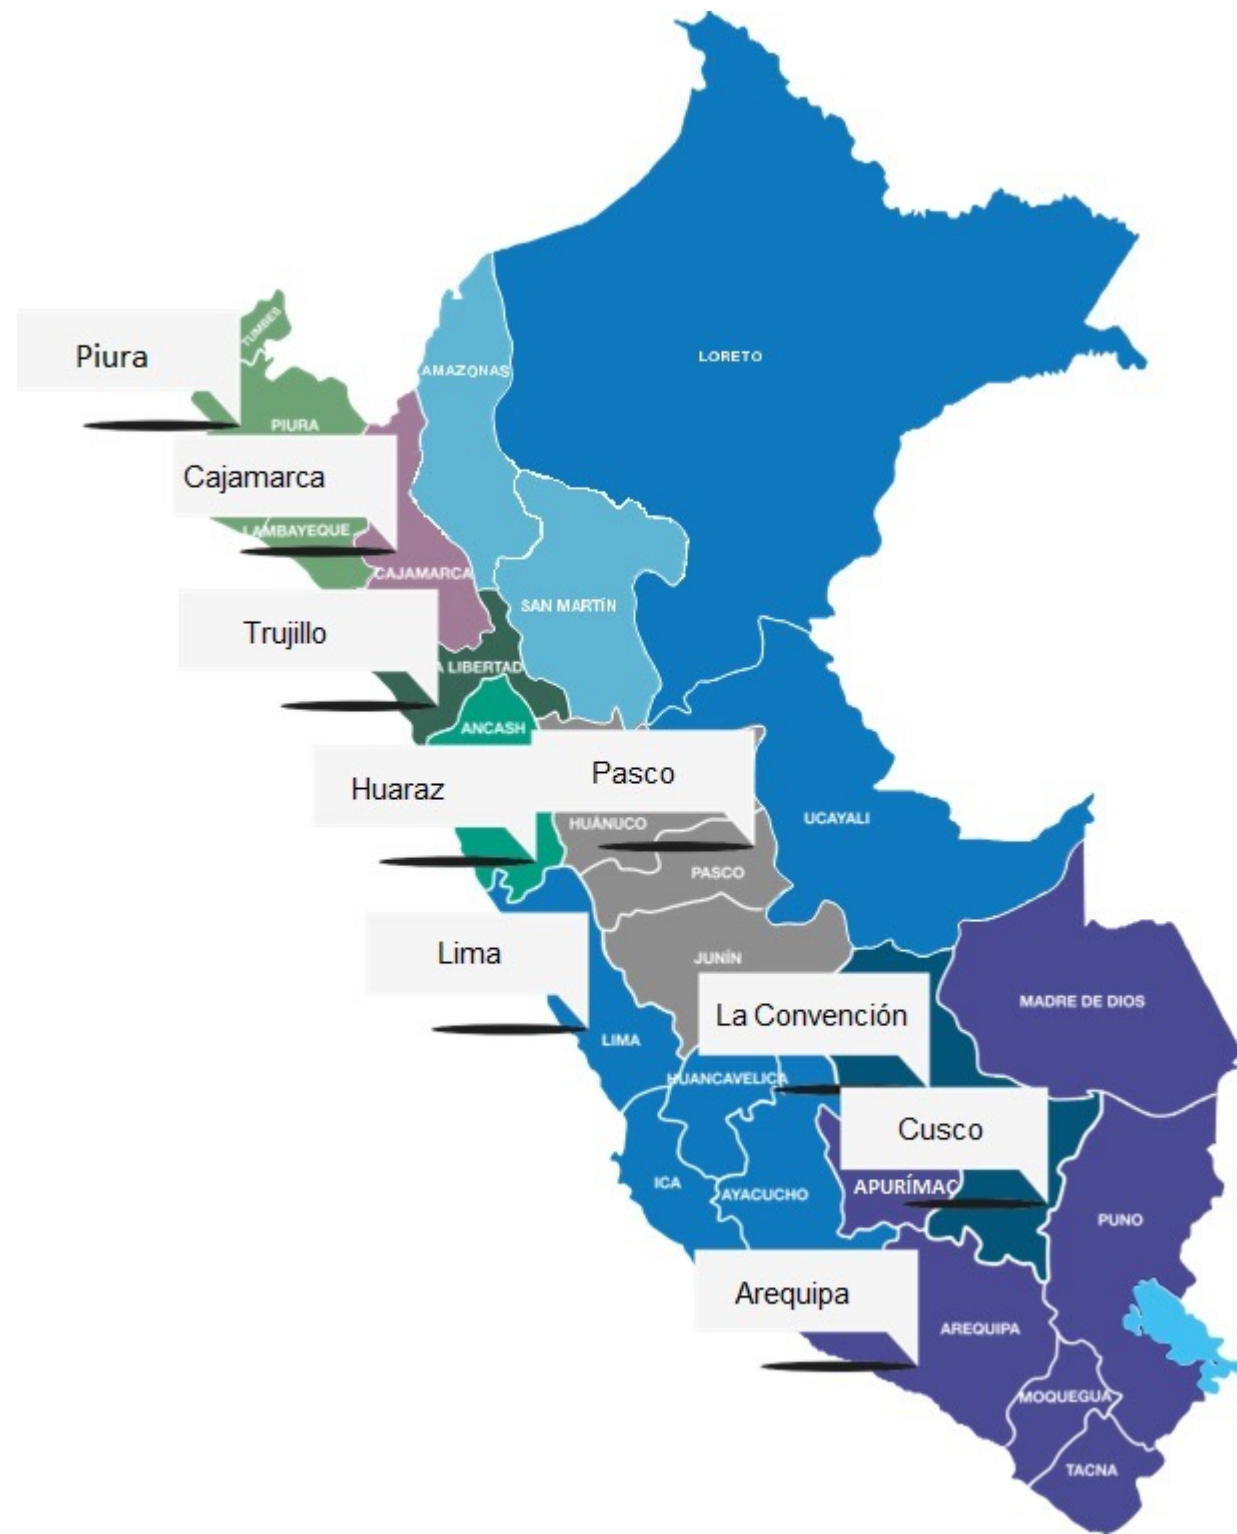 TUMBES
Piura
LORETO
AMAZONAS
PIURA
Cajamarca
LAMBAYEQUE
CAJAMARCA
SAN MARTÍN
Trujillo
A LIBERTAD
ANCASH
Pasco
Huaraz
UCAYALI
HUÁNUCO
PASCO
Lima
JUNÍN
MADRE DE DIOS
La Convención
LIMA
HUANCAVELICA
Cusco
ICA
AYACUCHO
APURÍMAC
PUNO
Arequipa
AREQUIPA
MOQUEGUA
TACNA